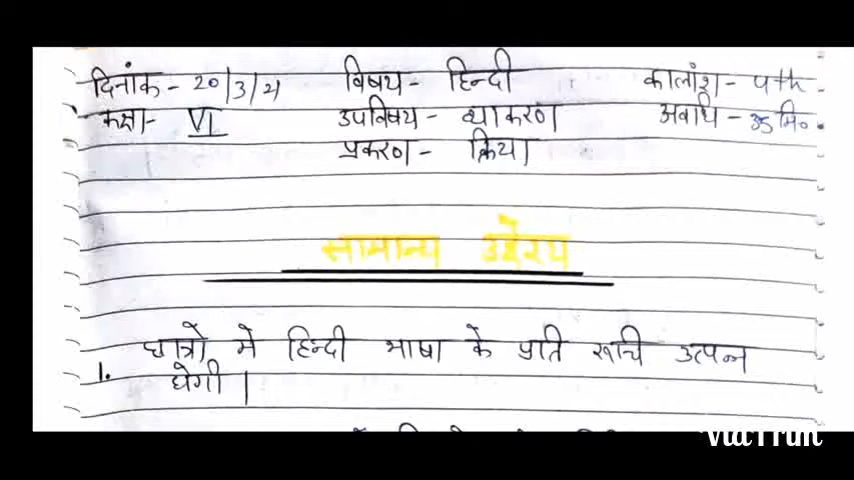 दिनांक- 20/3/21 विषय- हिन्दी कालांश- 4th
कक्षा- VI उपविषय- व्याकरण अवधि- 35 मि०
प्रकरण- क्रिया
सामान्य उद्देश्य
1. छात्रों मे हिन्दी भाषा के प्रति रूचि उत्पन्न
होगी |
VivaTrim